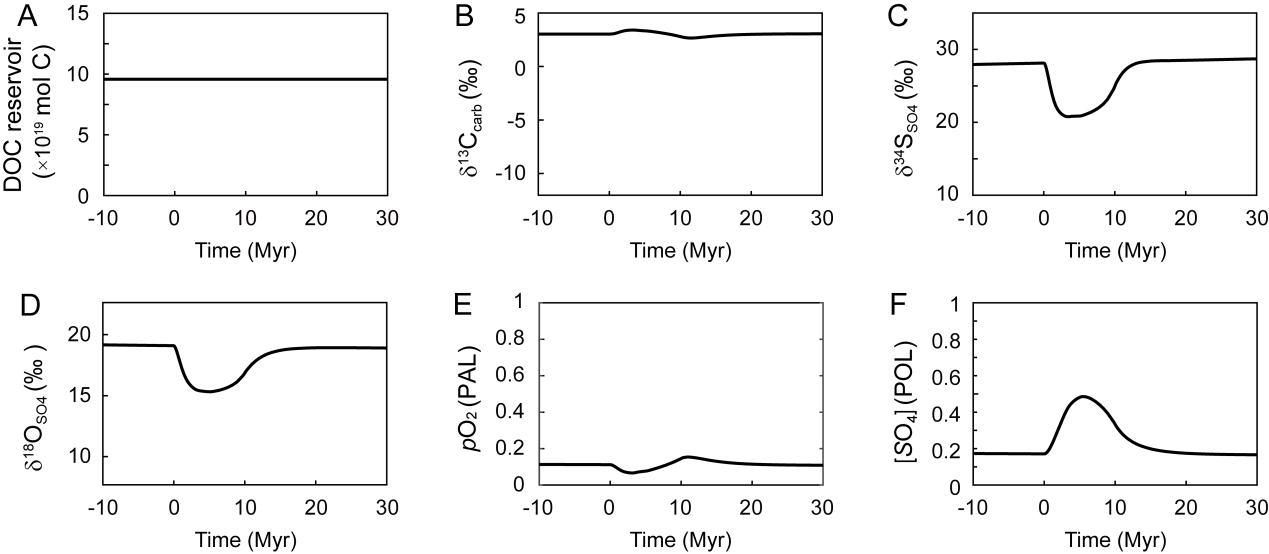 A
DOC reservoir
(×10¹⁹ mol C)
15
10
5
0
-10 0 10 20 30
Time (Myr)
B
δ¹³Ccarb (‰)
5
0
-5
-10
-10 0 10 20 30
Time (Myr)
C
δ³⁴SSO4 (‰)
30
20
10
-10 0 10 20 30
Time (Myr)
D
δ¹⁸OSO4 (‰)
20
15
10
-10 0 10 20 30
Time (Myr)
E
pO₂ (PAL)
1
0.8
0.6
0.4
0.2
0
-10 0 10 20 30
Time (Myr)
F
[SO₄] (POL)
1
0.8
0.6
0.4
0.2
0
-10 0 10 20 30
Time (Myr)